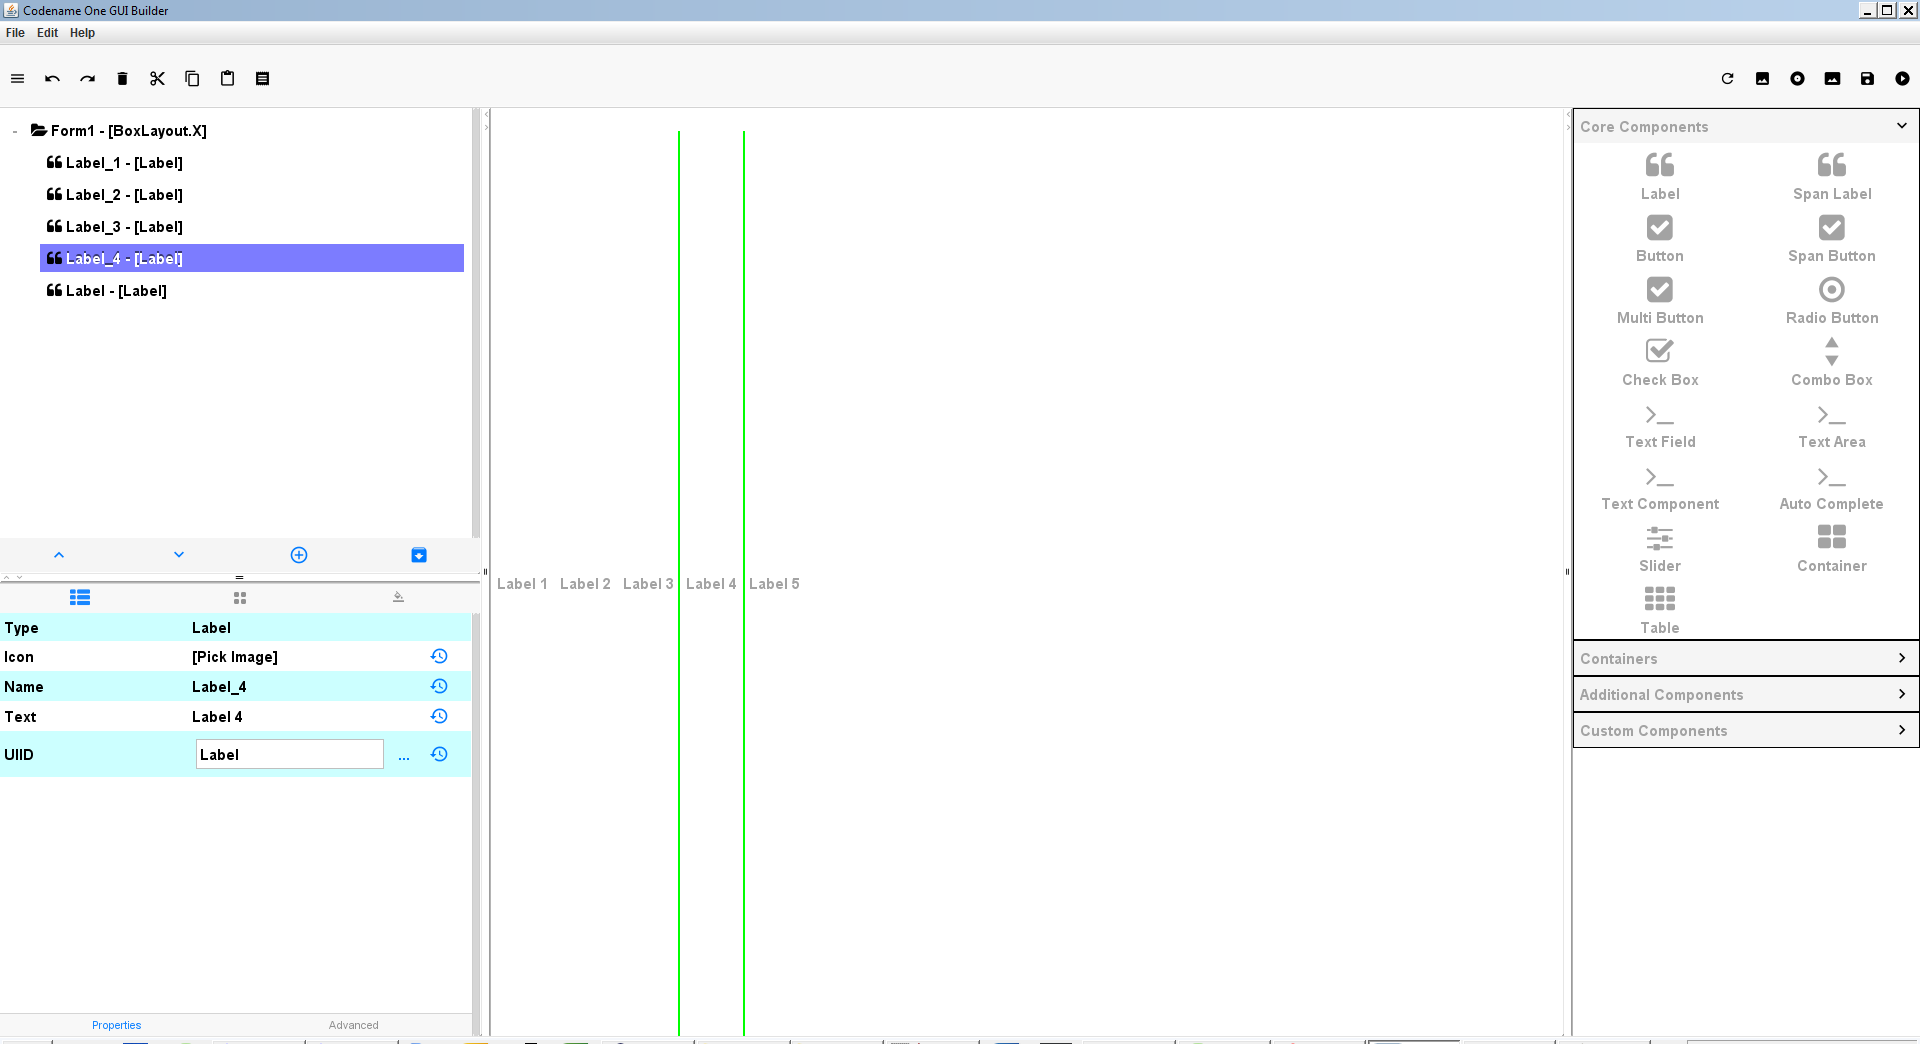 Codename One GUI Builder
File Edit Help
- Form1 - [BoxLayout.X]
Label_1 - [Label]
Label_2 - [Label]
Label_3 - [Label]
Label_4 - [Label]
Label - [Label]
Type Label
Icon [Pick Image]
Name Label_4
Text Label 4
UIID Label ...
Properties Advanced
Label 1 Label 2 Label 3 Label 4 Label 5
Core Components
Label Span Label
Button Span Button
Multi Button Radio Button
Check Box Combo Box
Text Field Text Area
Text Component Auto Complete
Slider Container
Table
Containers
Additional Components
Custom Components